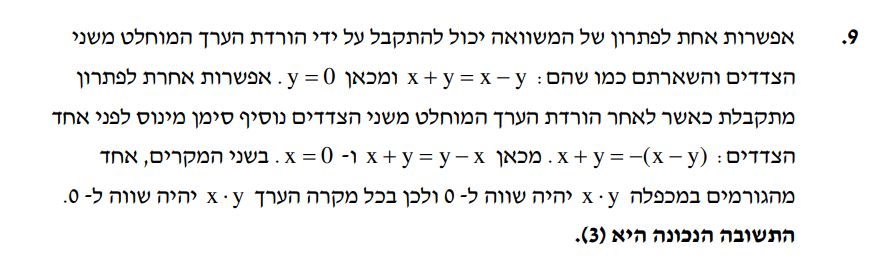 9. אפשרות אחת לפתרון של המשוואה יכול להתקבל על ידי הורדת הערך המוחלט משני
הצדדים והשארתם כמו שהם: x + y = x − y ומכאן y = 0. אפשרות אחרת לפתרון
מתקבלת כאשר לאחר הורדת הערך המוחלט משני הצדדים נוסיף סימן מינוס לפני אחד
הצדדים: x + y = −(x − y). מכאן x + y = y − x ו- x = 0. בשני המקרים, אחד
מהגורמים במכפלה x · y יהיה שווה ל- 0 ולכן בכל מקרה הערך x · y יהיה שווה ל- 0.
התשובה הנכונה היא (3).